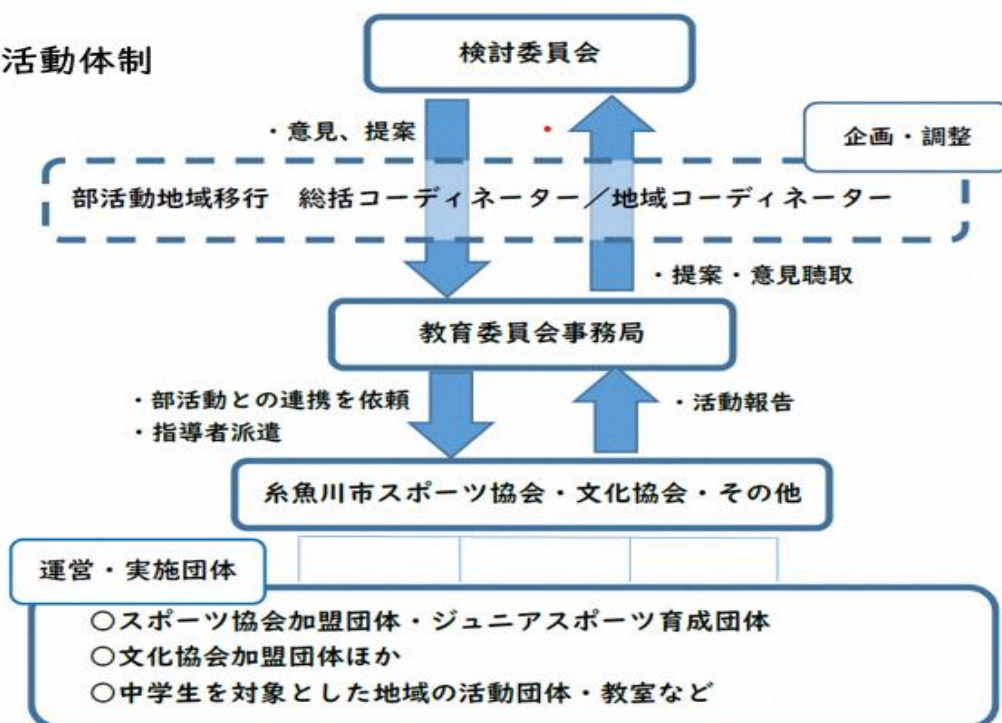 活動体制
検討委員会
・意見、提案
企画・調整
部活動地域移行　総括コーディネーター／地域コーディネーター
・提案・意見聴取
教育委員会事務局
・部活動との連携を依頼
・指導者派遣
・活動報告
糸魚川市スポーツ協会・文化協会・その他
運営・実施団体
〇スポーツ協会加盟団体・ジュニアスポーツ育成団体
〇文化協会加盟団体ほか
〇中学生を対象とした地域の活動団体・教室など